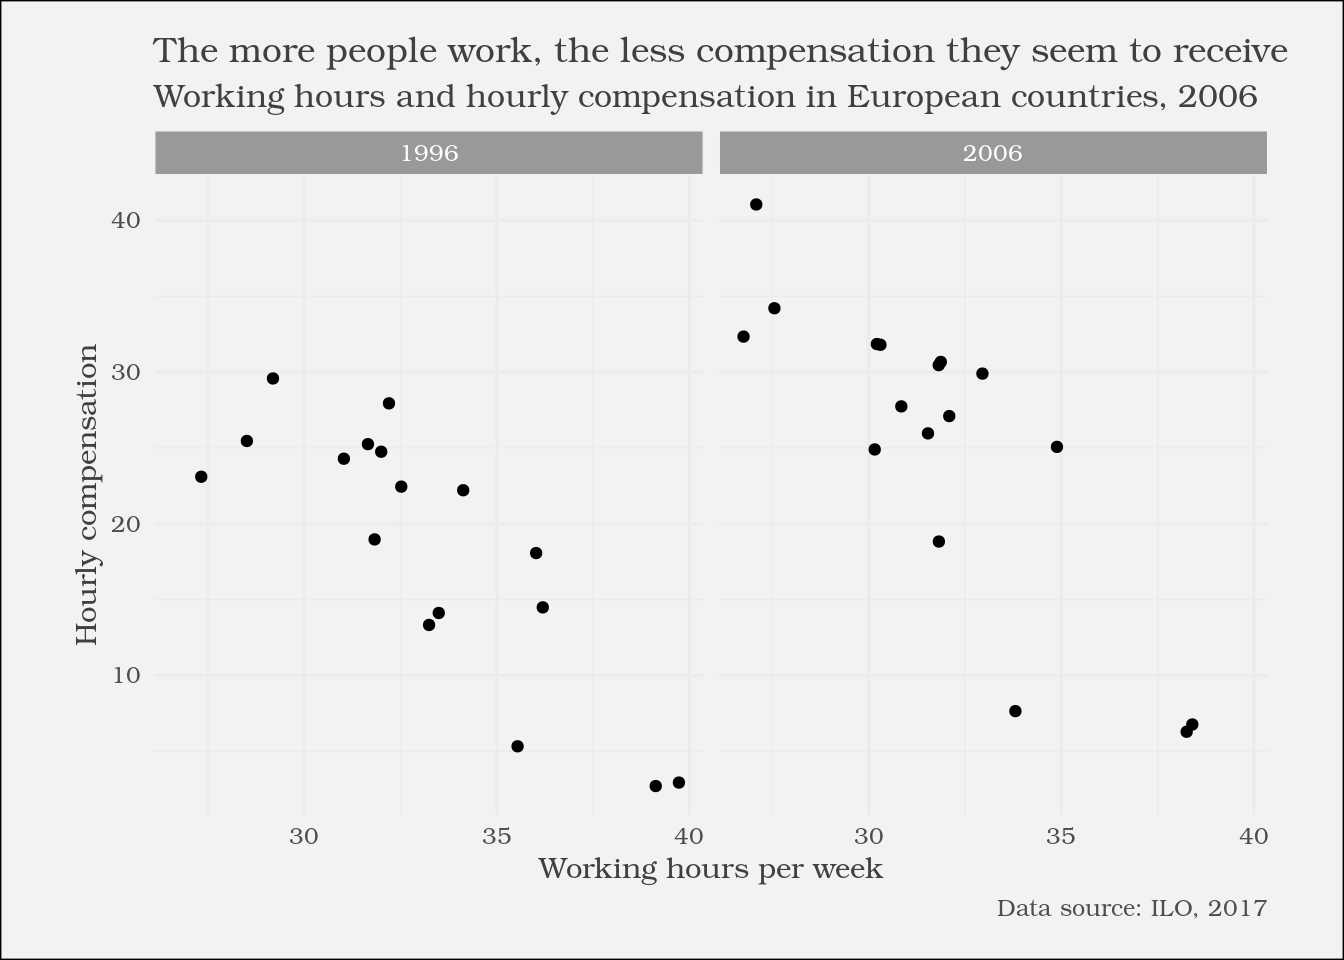 The more people work, the less compensation they seem to receive
Working hours and hourly compensation in European countries, 2006
1996
2006
Hourly compensation
40
30
20
10
30
35
40
30
35
40
Working hours per week
Data source: ILO, 2017